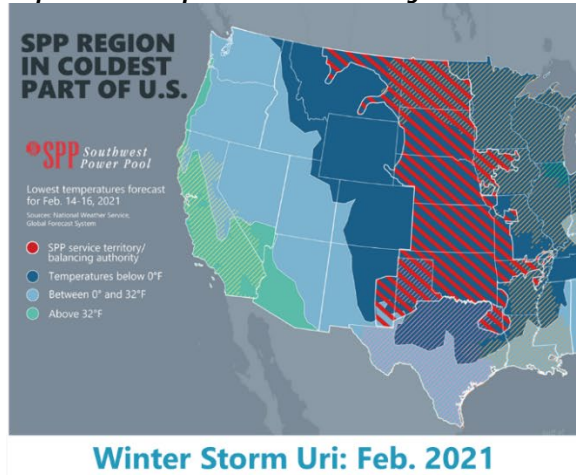 SPP REGION
IN COLDEST
PART OF U.S.
SPP Southwest
Power Pool
Lowest temperatures forecast
for Feb. 14-16, 2021
Sources: National Weather Service,
Global Forecast System
SPP service territory/
balancing authority
Temperatures below 0°F
Between 0° and 32°F
Above 32°F
Winter Storm Uri: Feb. 2021